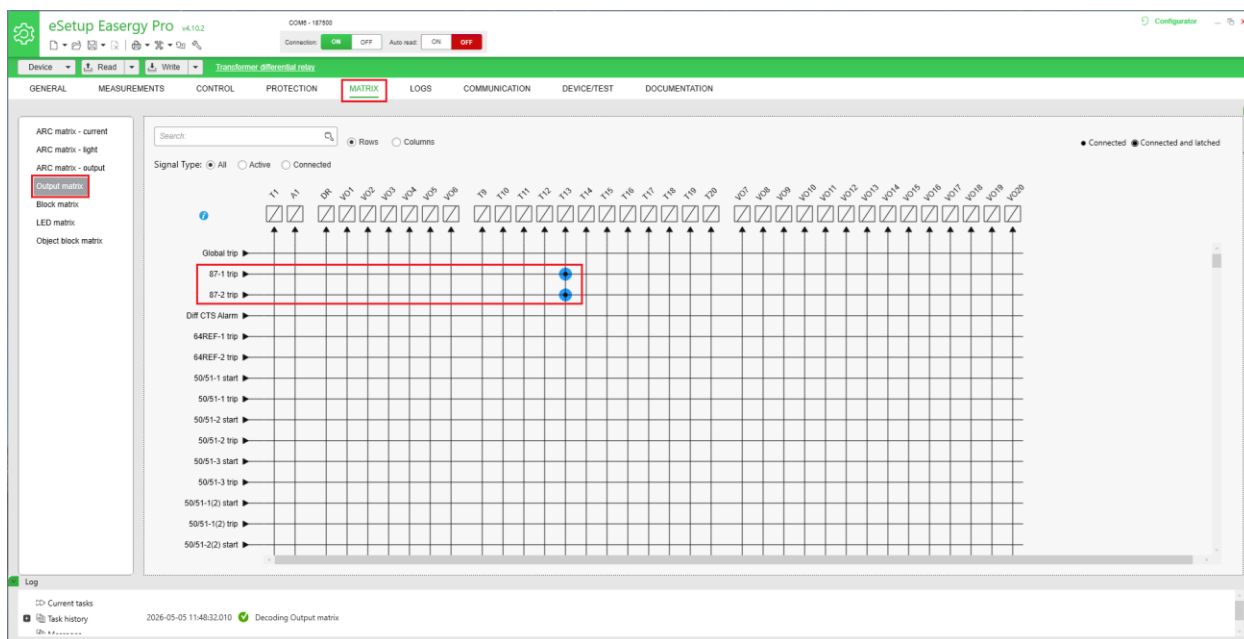 eSetup Easergy Pro v4.10.2
COM6 - 187500
Configurator
Connection: ON OFF Auto read: ON OFF
Device Read Write Transformer differential relay
GENERAL MEASUREMENTS CONTROL PROTECTION MATRIX LOGS COMMUNICATION DEVICE/TEST DOCUMENTATION
ARC matrix - current
ARC matrix - light
ARC matrix - output
Output matrix
Block matrix
LED matrix
Object block matrix
Search:
Rows Columns
Connected Connected and latched
Signal Type: All Active Connected
T1 A1 DR VO1 VO2 VO3 VO4 VO5 VO6 T9 T10 T11 T12 T13 T14 T15 T16 T17 T18 T19 T20 VO7 VO8 VO9 VO10 VO11 VO12 VO13 VO14 VO15 VO16 VO17 VO18 VO19 VO20
Global trip
87-1 trip
87-2 trip
Diff CTS Alarm
64REF-1 trip
64REF-2 trip
50/51-1 start
50/51-1 trip
50/51-2 start
50/51-2 trip
50/51-3 start
50/51-3 trip
50/51-1(2) start
50/51-1(2) trip
50/51-2(2) start
Log
Current tasks
Task history
2026-05-05 11:48:32.010 Decoding Output matrix